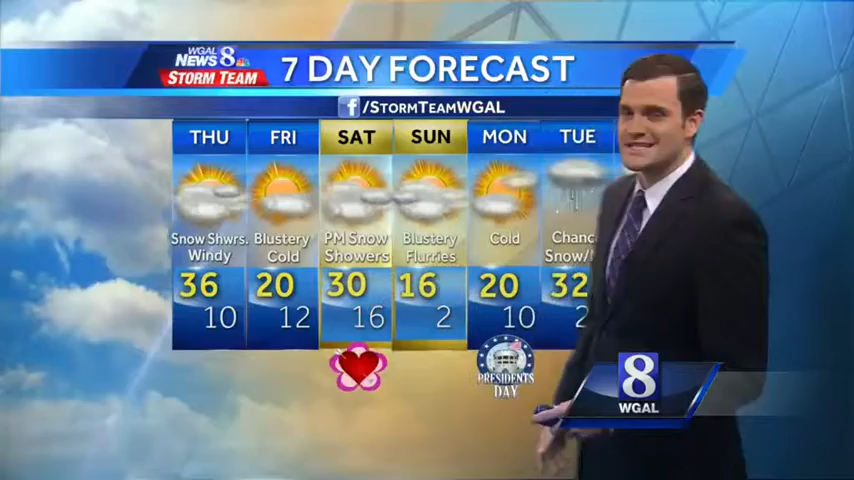 WGAL
NEWS 8
STORM TEAM
7 DAY FORECAST
f /STORMTEAMWGAL
THU FRI SAT SUN MON TUE
Snow Shwrs. Windy
Blustery Cold
PM Snow Showers
Blustery Flurries
Cold
36 20 30 16 20 32
10 12 16 2 10
PRESIDENTS
DAY
8
WGAL